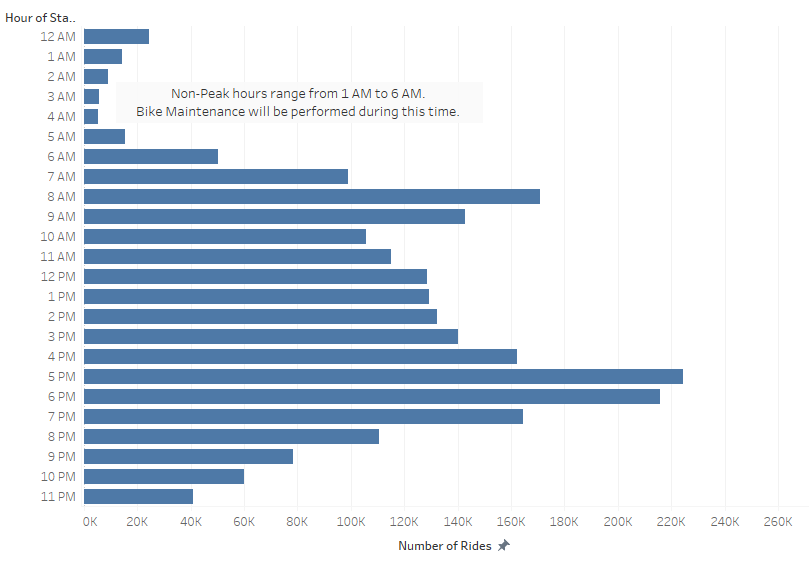 Hour of Sta..
12 AM
1 AM
2 AM
3 AM
Non-Peak hours range from 1 AM to 6 AM.
Bike Maintenance will be performed during this time.
4 AM
5 AM
6 AM
7 AM
8 AM
9 AM
10 AM
11 AM
12 PM
1 PM
2 PM
3 PM
4 PM
5 PM
6 PM
7 PM
8 PM
9 PM
10 PM
11 PM
0K 20K 40K 60K 80K 100K 120K 140K 160K 180K 200K 220K 240K 260K
Number of Rides